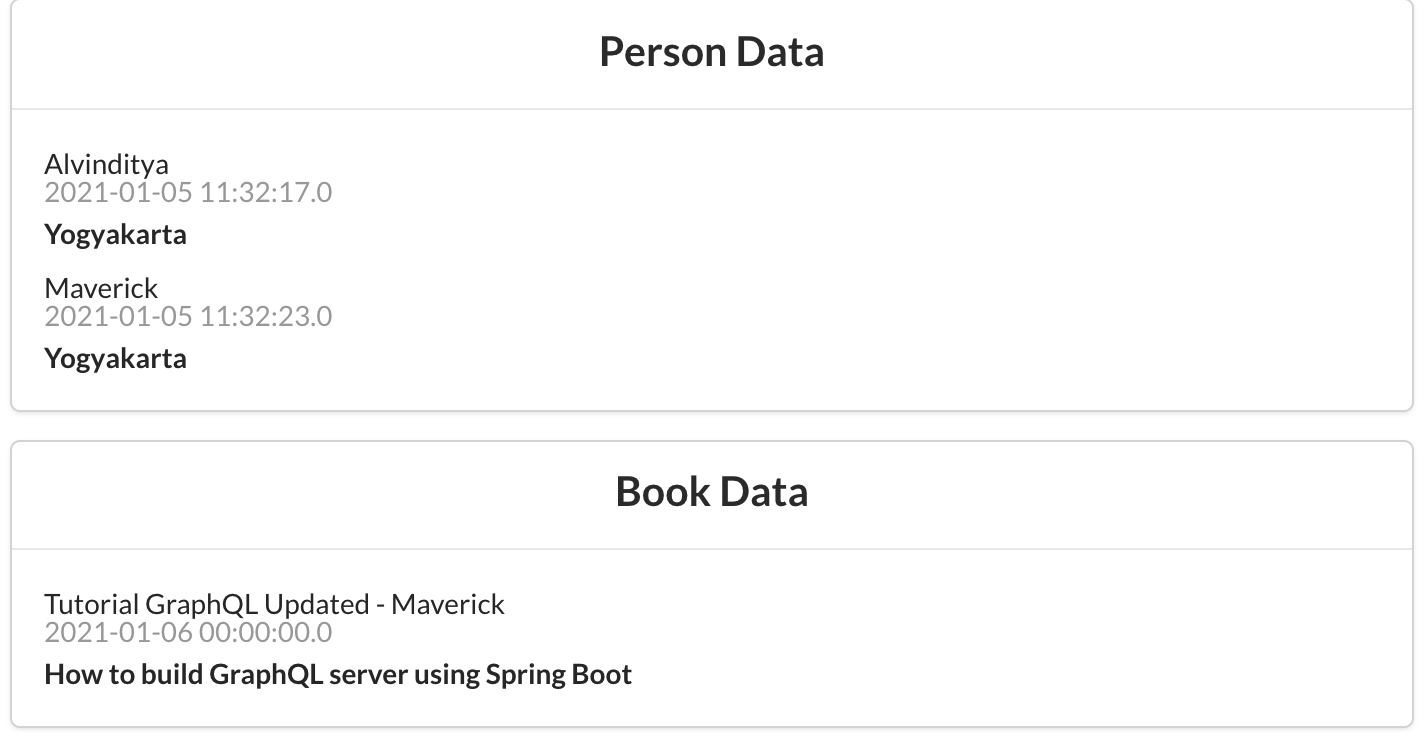 Person Data
Alvinditya
2021-01-05 11:32:17.0
Yogyakarta
Maverick
2021-01-05 11:32:23.0
Yogyakarta
Book Data
Tutorial GraphQL Updated - Maverick
2021-01-06 00:00:00.0
How to build GraphQL server using Spring Boot